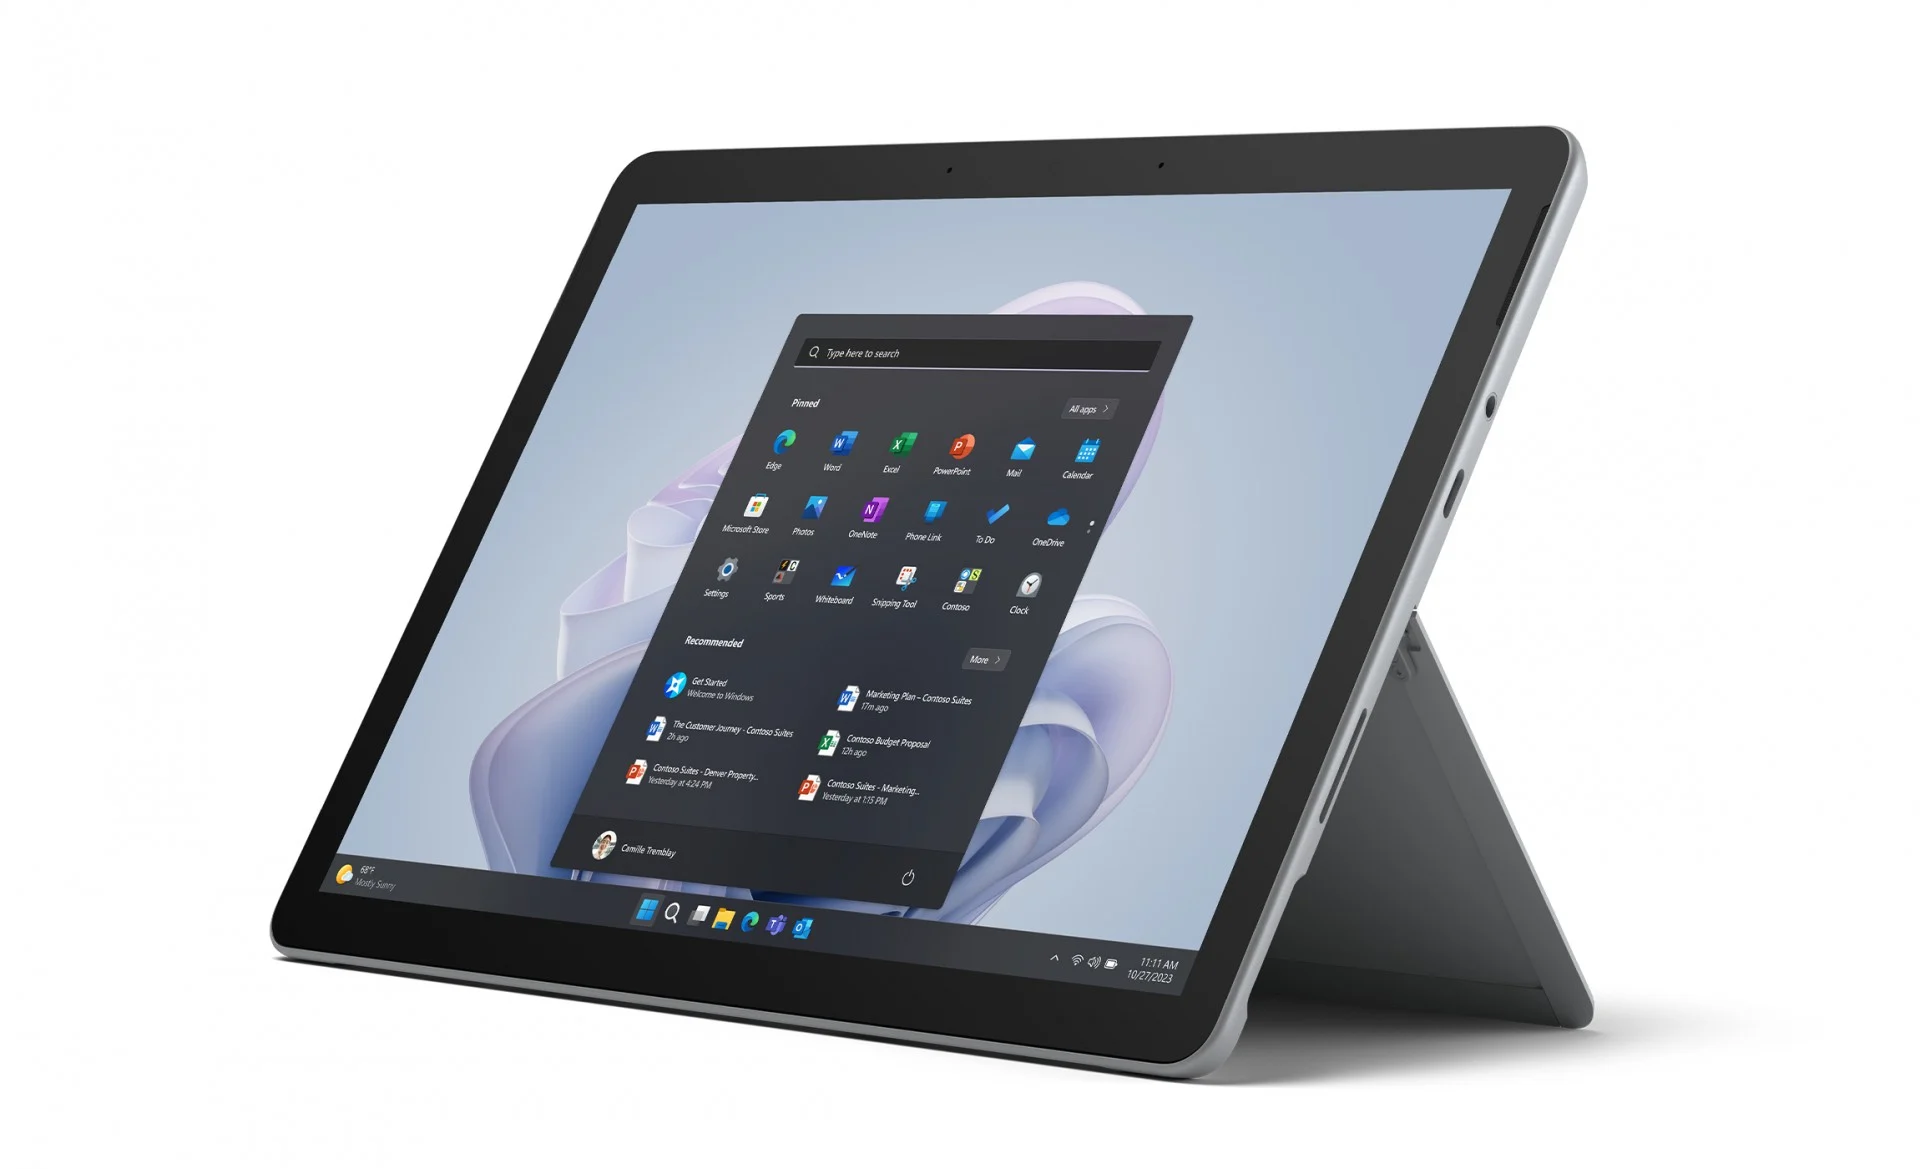 Type here to search
Pinned
All apps
Edge
Word
Excel
PowerPoint
Mail
Calendar
Microsoft Store
Photos
OneNote
Phone Link
To Do
OneDrive
Settings
Sports
Whiteboard
Snipping Tool
Contoso
Clock
Recommended
More
Get Started
Welcome to Windows
Marketing Plan – Contoso Suites
17m ago
The Customer Journey - Contoso Suites
2h ago
Contoso Budget Proposal
12h ago
Contoso Suites - Denver Property...
Yesterday at 4:24 PM
Contoso Suites - Marketing...
Yesterday at 1:15 PM
Camille Tremblay
68°F
Mostly Sunny
11:11 AM
10/27/2023